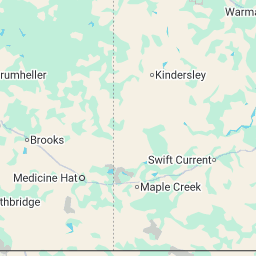 Warma
Kindersley
rumheller
Brooks
Swift Current
Medicine Hat
Maple Creek
thbridge